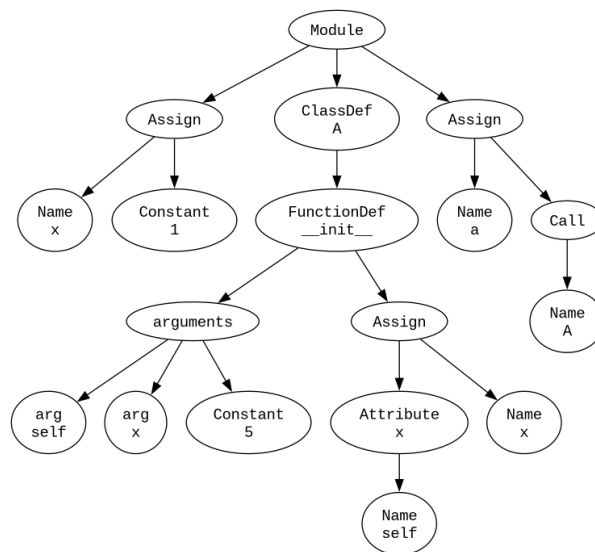 Module
Assign
ClassDef
A
Assign
Name
x
Constant
1
FunctionDef
__init__
Name
a
Call
arguments
Assign
Name
A
arg
self
arg
x
Constant
5
Attribute
x
Name
x
Name
self